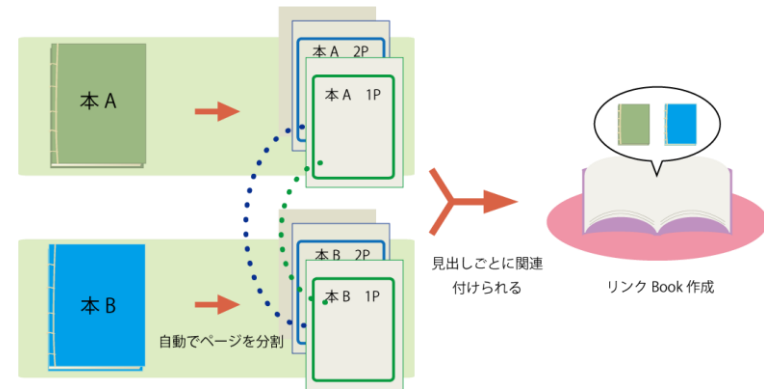 本 A
本 A 2P
本 A 1P
本 B
自動でページを分割
本 B 2P
本 B 1P
見出しごとに関連
付けられる
リンク Book 作成